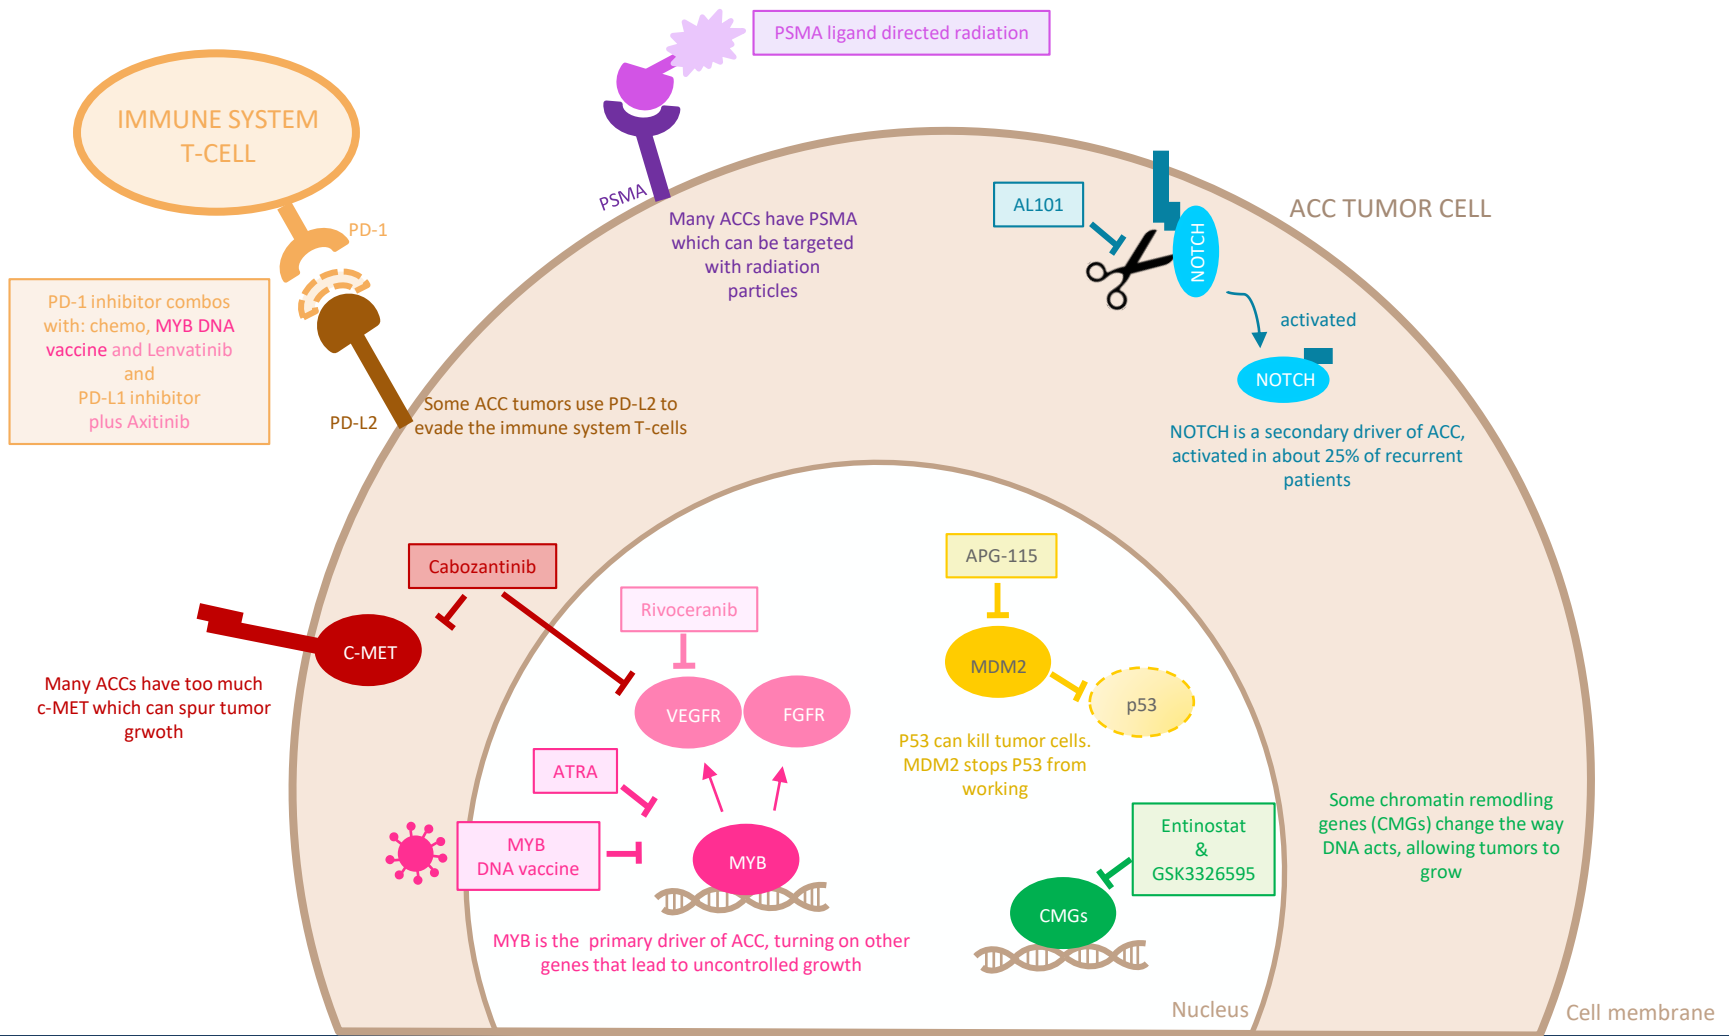 PSMA ligand directed radiation
IMMUNE SYSTEM
T-CELL
PD-1
PD-1 inhibitor combos
with: chemo, MYB DNA
vaccine and Lenvatinib
and
PD-L1 inhibitor
plus Axitinib
PD-L2
Some ACC tumors use PD-L2 to
evade the immune system T-cells
PSMA
Many ACCs have PSMA
which can be targeted
with radiation
particles
AL101
NOTCH
ACC TUMOR CELL
activated
NOTCH
NOTCH is a secondary driver of ACC,
activated in about 25% of recurrent
patients
Cabozantinib
C-MET
Many ACCs have too much
c-MET which can spur tumor
grwoth
Rivoceranib
VEGFR
FGFR
ATRA
MYB
DNA vaccine
MYB
MYB is the primary driver of ACC, turning on other
genes that lead to uncontrolled growth
APG-115
MDM2
p53
P53 can kill tumor cells.
MDM2 stops P53 from
working
Entinostat
&
GSK3326595
CMGs
Some chromatin remodling
genes (CMGs) change the way
DNA acts, allowing tumors to
grow
Nucleus
Cell membrane